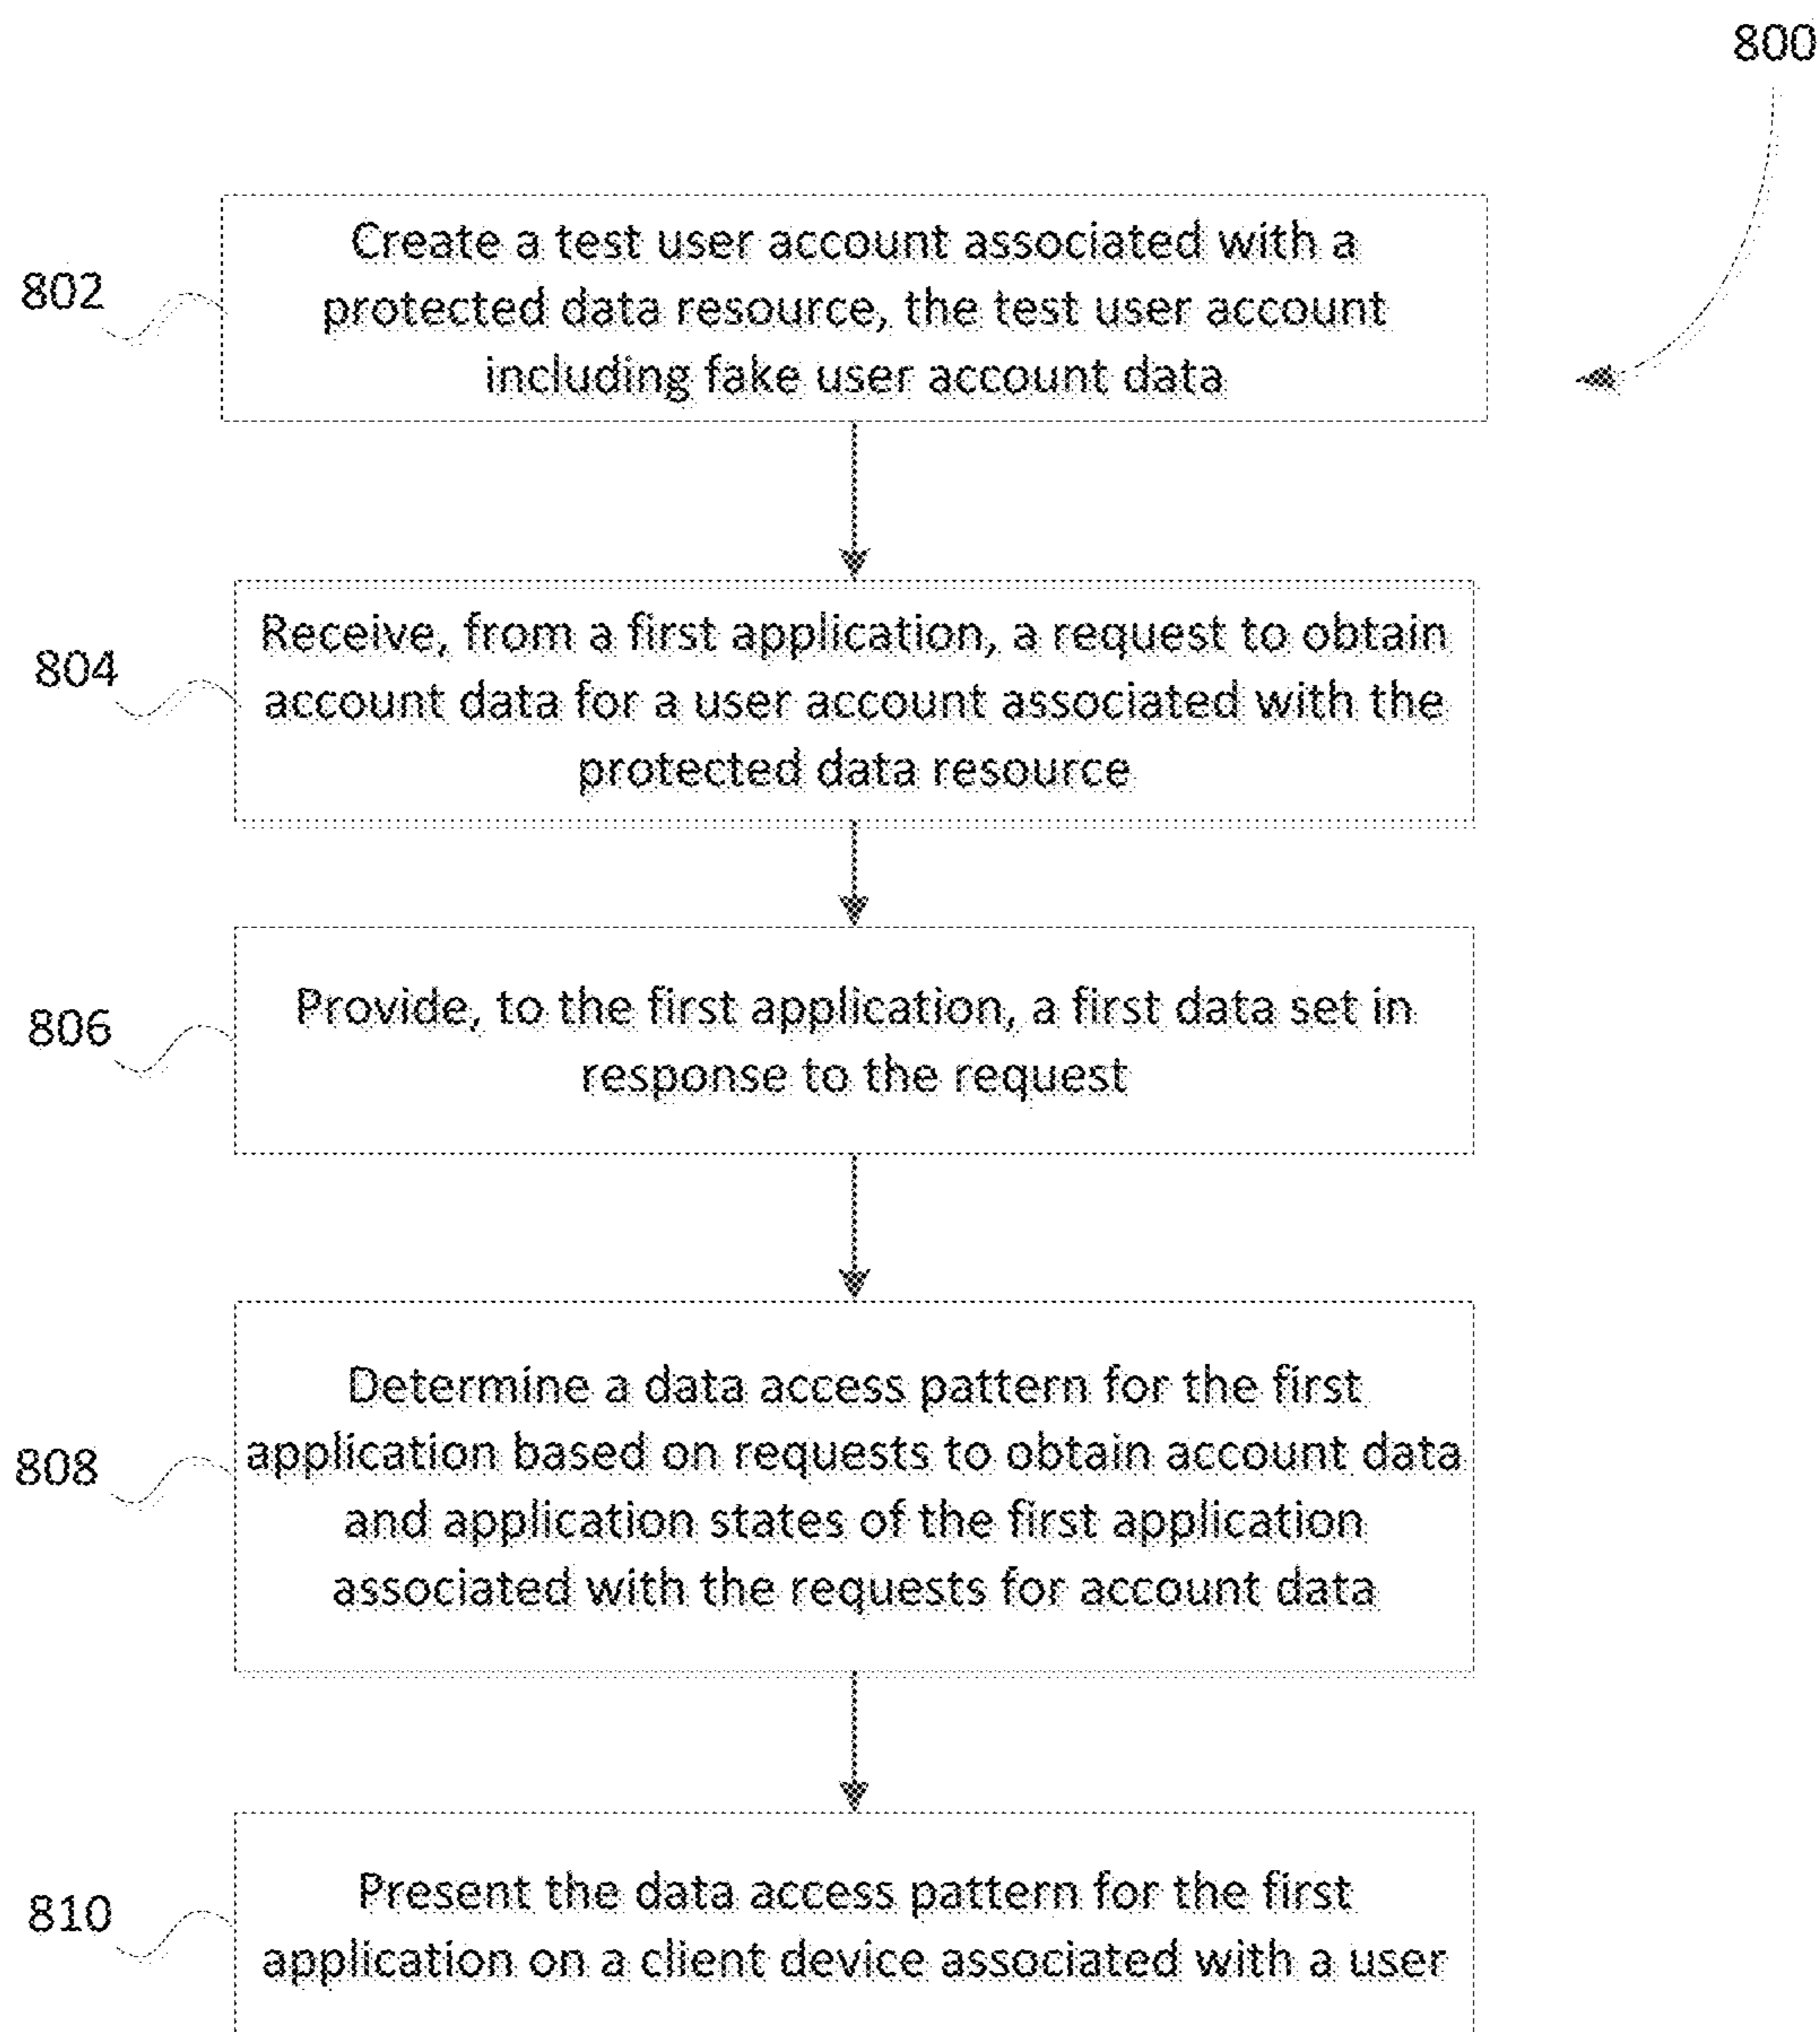 800
802
Create a test user account associated with a
protected data resource, the test user account
including fake user account data
804
Receive, from a first application, a request to obtain
account data for a user account associated with the
protected data resource
806
Provide, to the first application, a first data set in
response to the request
808
Determine a data access pattern for the first
application based on requests to obtain account data
and application states of the first application
associated with the requests for account data
810
Present the data access pattern for the first
application on a client device associated with a user